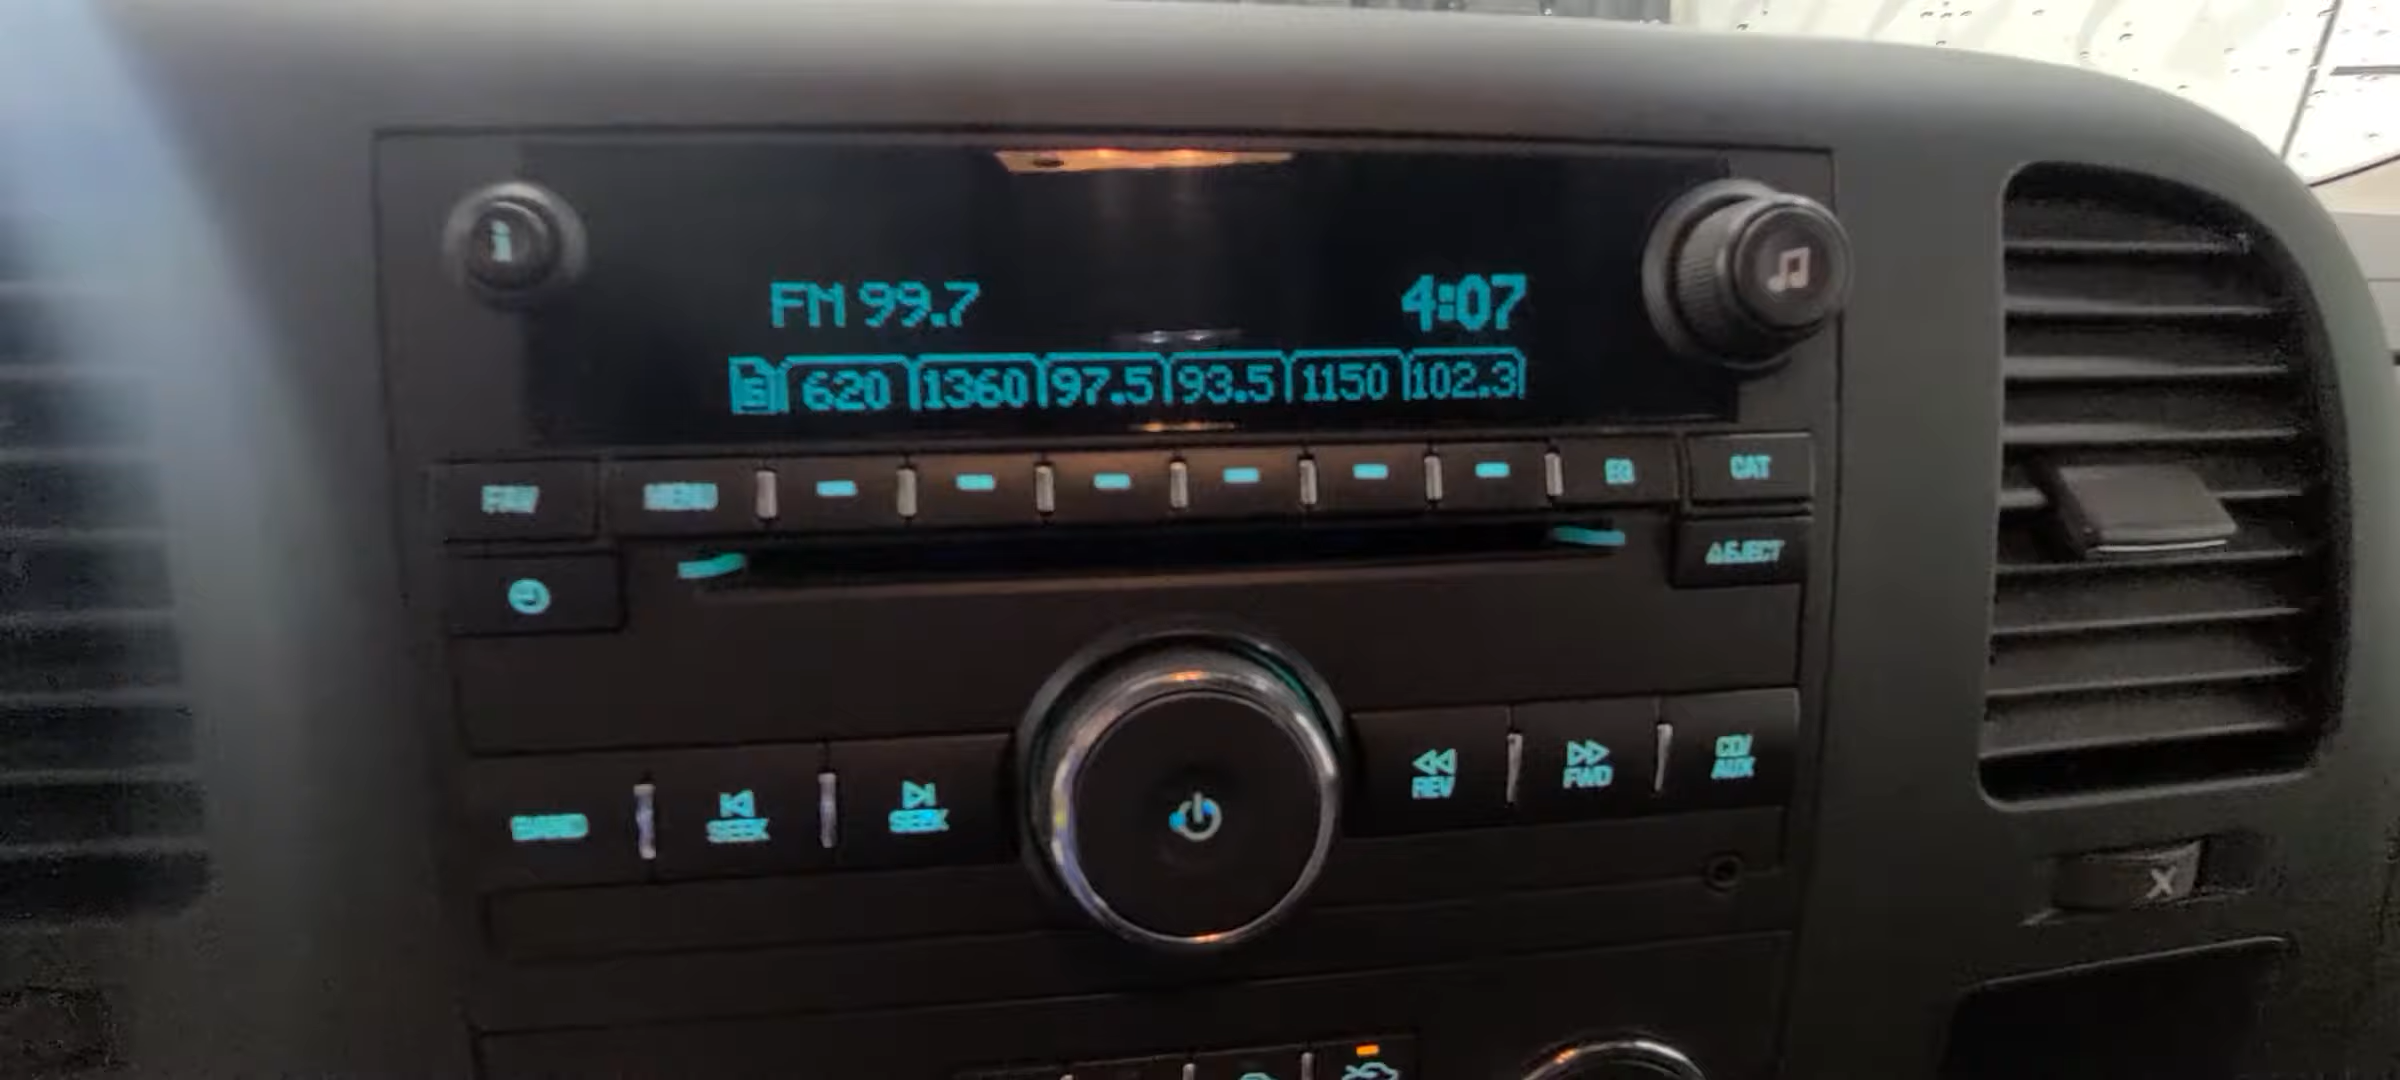 i
FM 99.7 4:07
620 1360 97.5 93.5 1150 102.3
FAV MENU EQ CAT
EJECT
BAND SEEK SEEK REV FWD CD/
AUX
X